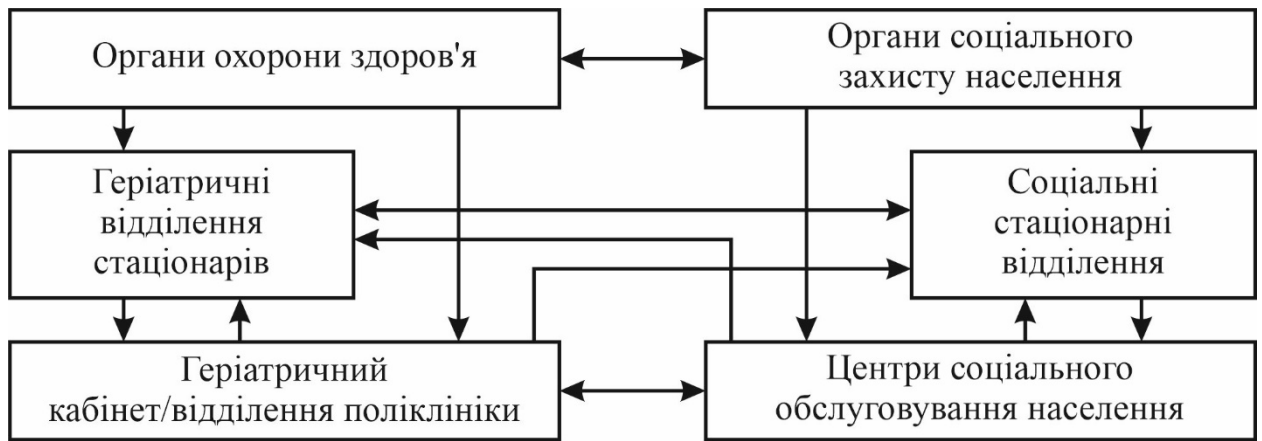 Органи охорони здоров'я
Органи соціального
захисту населення
Геріатричні
відділення
стаціонарів
Соціальні
стаціонарні
відділення
Геріатричний
кабінет/відділення поліклініки
Центри соціального
обслуговування населення